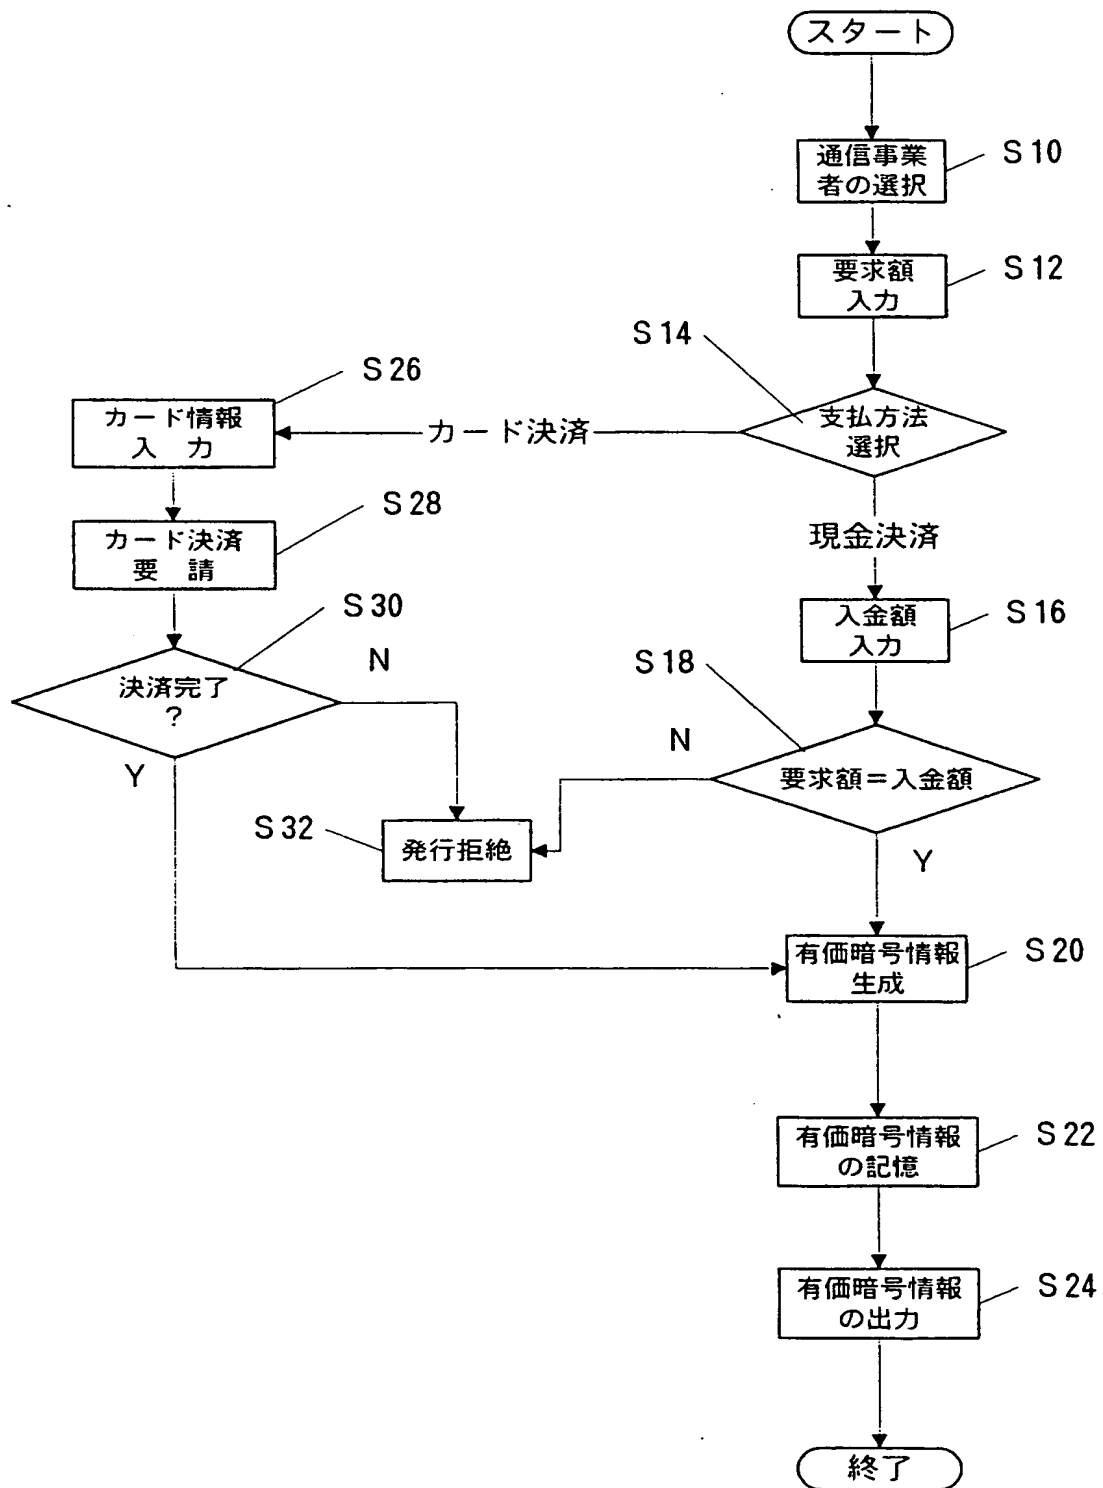 スタート
通信事業
者の選択
S10
要求額
入力
S12
S14
支払方法
選択
カード決済
S26
カード情報
入 力
S28
カード決済
要 請
現金決済
入金額
入力
S16
S30
決済完了
?
N
Y
S18
要求額=入金額
N
Y
S32
発行拒絶
有価暗号情報
生成
S20
有価暗号情報
の記憶
S22
有価暗号情報
の出力
S24
終了